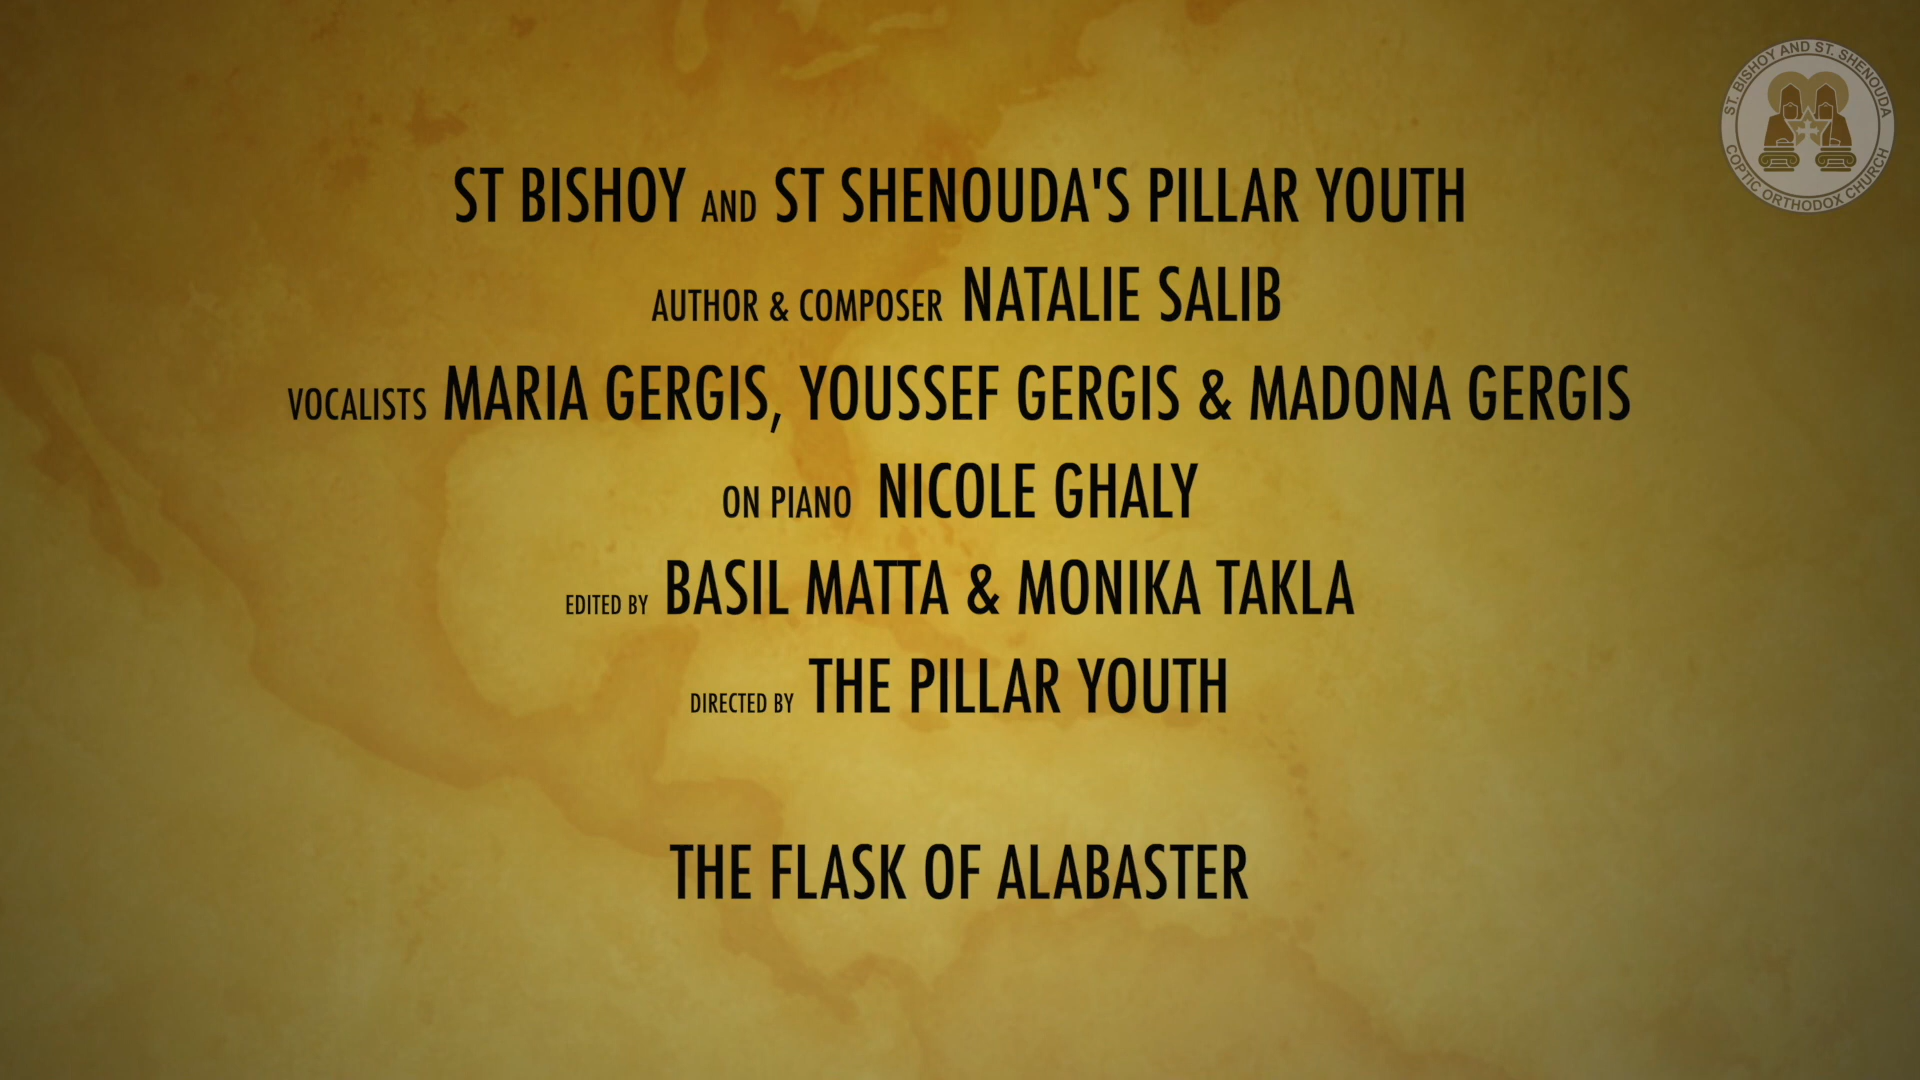 ST. BISHOY AND ST. SHENOUDA
COPTIC ORTHODOX CHURCH
ST BISHOY AND ST SHENOUDA'S PILLAR YOUTH
AUTHOR & COMPOSER NATALIE SALIB
VOCALISTS MARIA GERGIS, YOUSSEF GERGIS & MADONA GERGIS
ON PIANO NICOLE GHALY
EDITED BY BASIL MATTA & MONIKA TAKLA
DIRECTED BY THE PILLAR YOUTH
THE FLASK OF ALABASTER